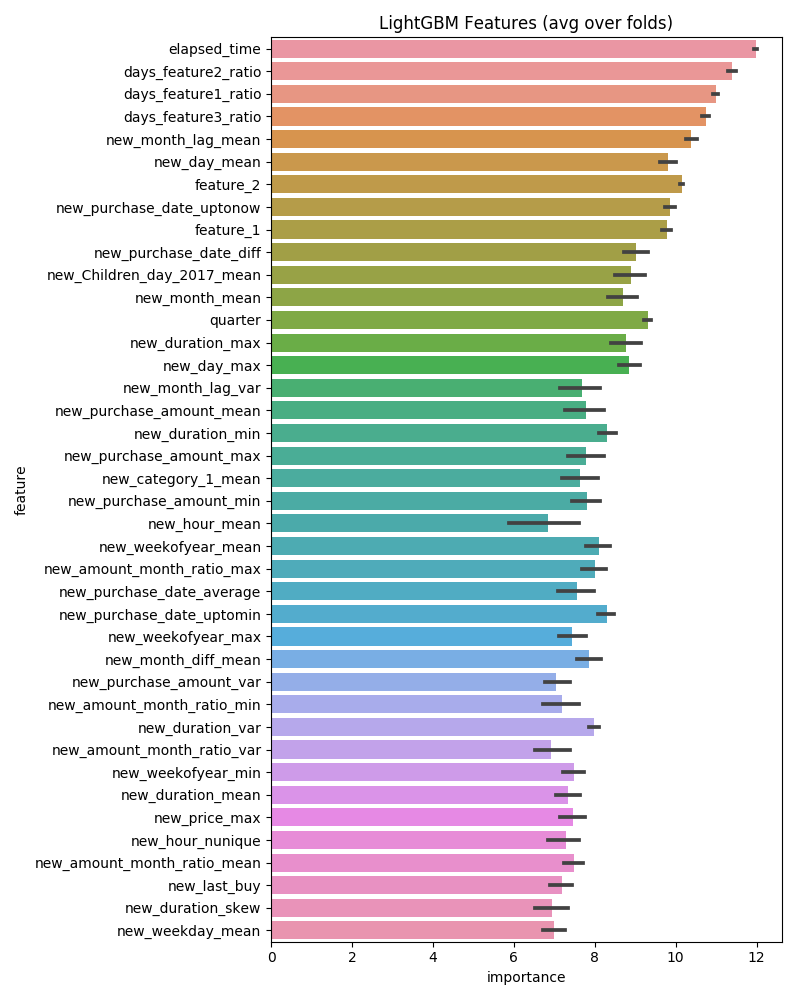 LightGBM Features (avg over folds)
elapsed_time
days_feature2_ratio
days_feature1_ratio
days_feature3_ratio
new_month_lag_mean
new_day_mean
feature_2
new_purchase_date_uptonow
feature_1
new_purchase_date_diff
new_Children_day_2017_mean
new_month_mean
quarter
new_duration_max
new_day_max
new_month_lag_var
new_purchase_amount_mean
new_duration_min
new_purchase_amount_max
new_category_1_mean
new_purchase_amount_min
new_hour_mean
new_weekofyear_mean
new_amount_month_ratio_max
new_purchase_date_average
new_purchase_date_uptomin
new_weekofyear_max
new_month_diff_mean
new_purchase_amount_var
new_amount_month_ratio_min
new_duration_var
new_amount_month_ratio_var
new_weekofyear_min
new_duration_mean
new_price_max
new_hour_nunique
new_amount_month_ratio_mean
new_last_buy
new_duration_skew
new_weekday_mean
feature
0 2 4 6 8 10 12
importance